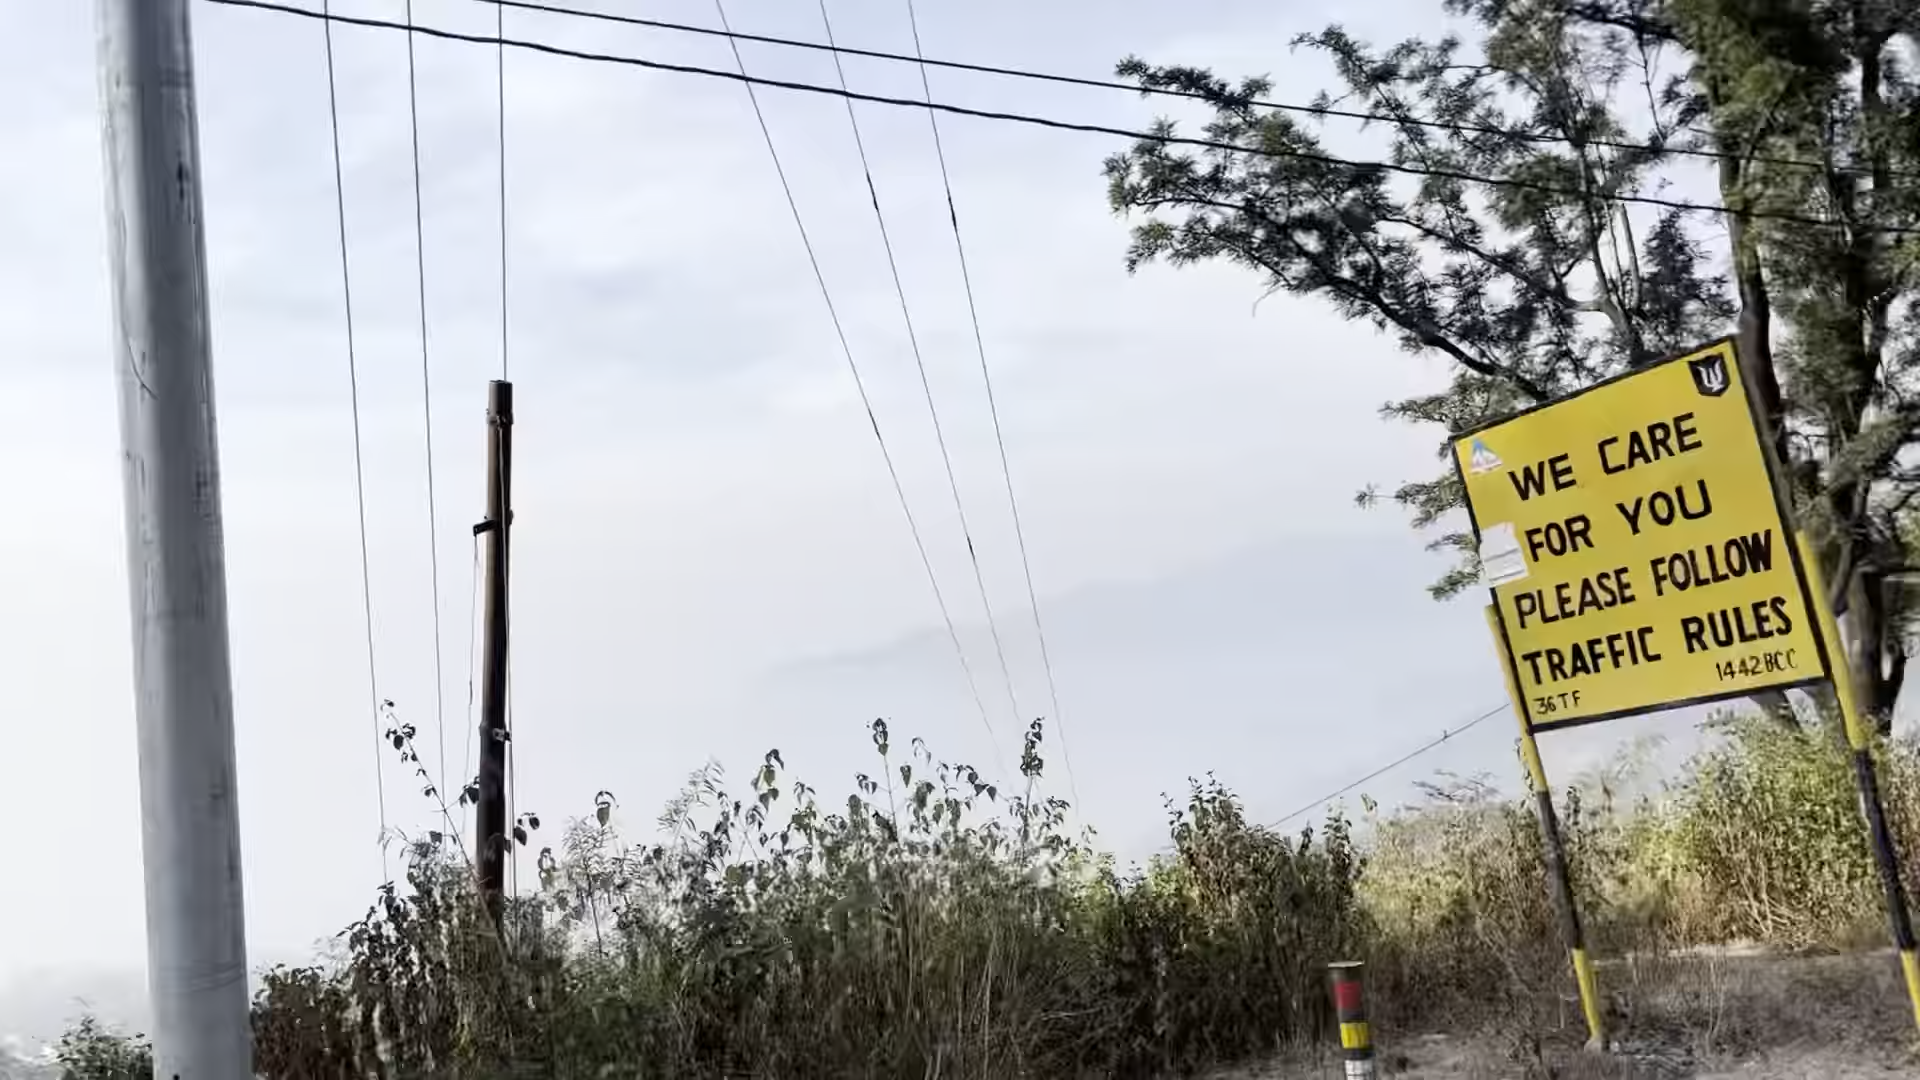 WE CARE
FOR YOU
PLEASE FOLLOW
TRAFFIC RULES
1442 BCC
36 TF